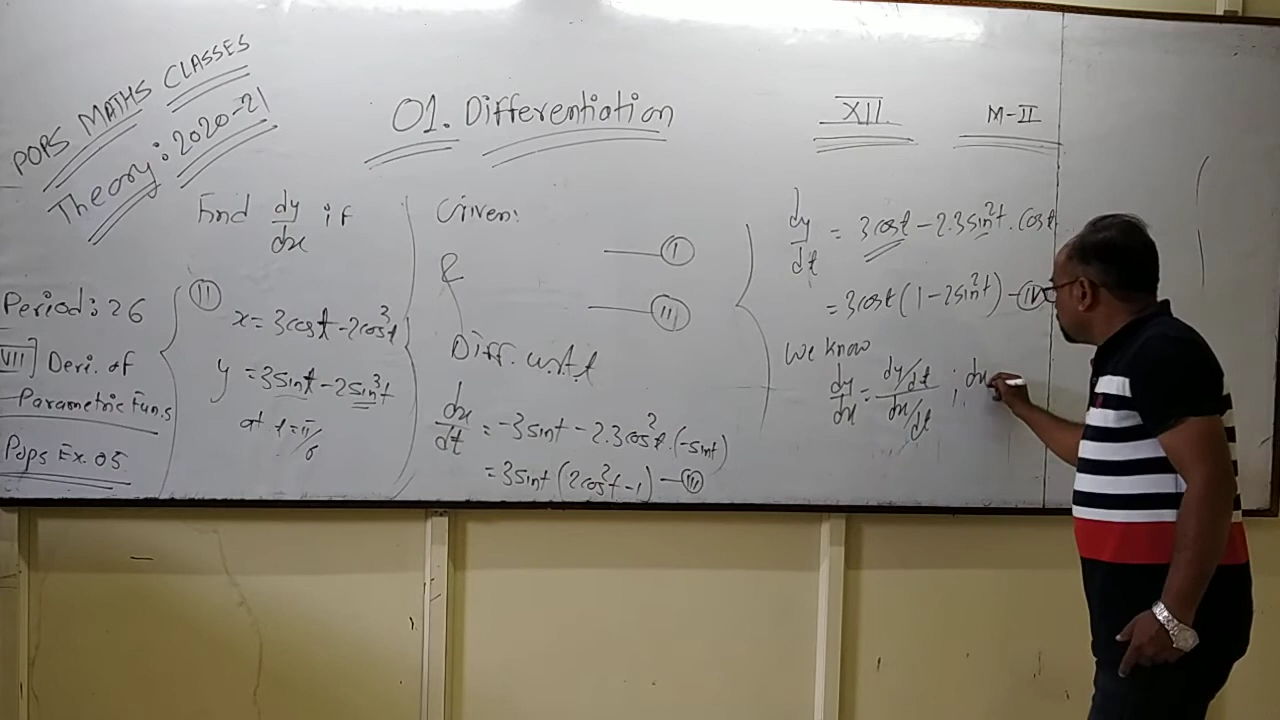 POPS MATHS CLASSES
Theory: 2020-21
01. Differentiation
XII
M-II
Period: 26
VII] Deri. of
Parametric Fun.s
Pops Ex. 05
Find dy/dx if
(II)
x = 3cost - 2cos³t
y = 3sint - 2sin³t
at t = π/6
Given:
— (I)
&
— (II)
Diff. w.r.t. t
dx/dt = -3sint - 2.3cos²t.(-sint)
= 3sint (2cos²t - 1) — (III)
dy/dt = 3cost - 2.3sin²t.cost
= 3cost (1 - 2sin²t) — (IV)
We know
dy/dx = dy/dt / dx/dt ; dx